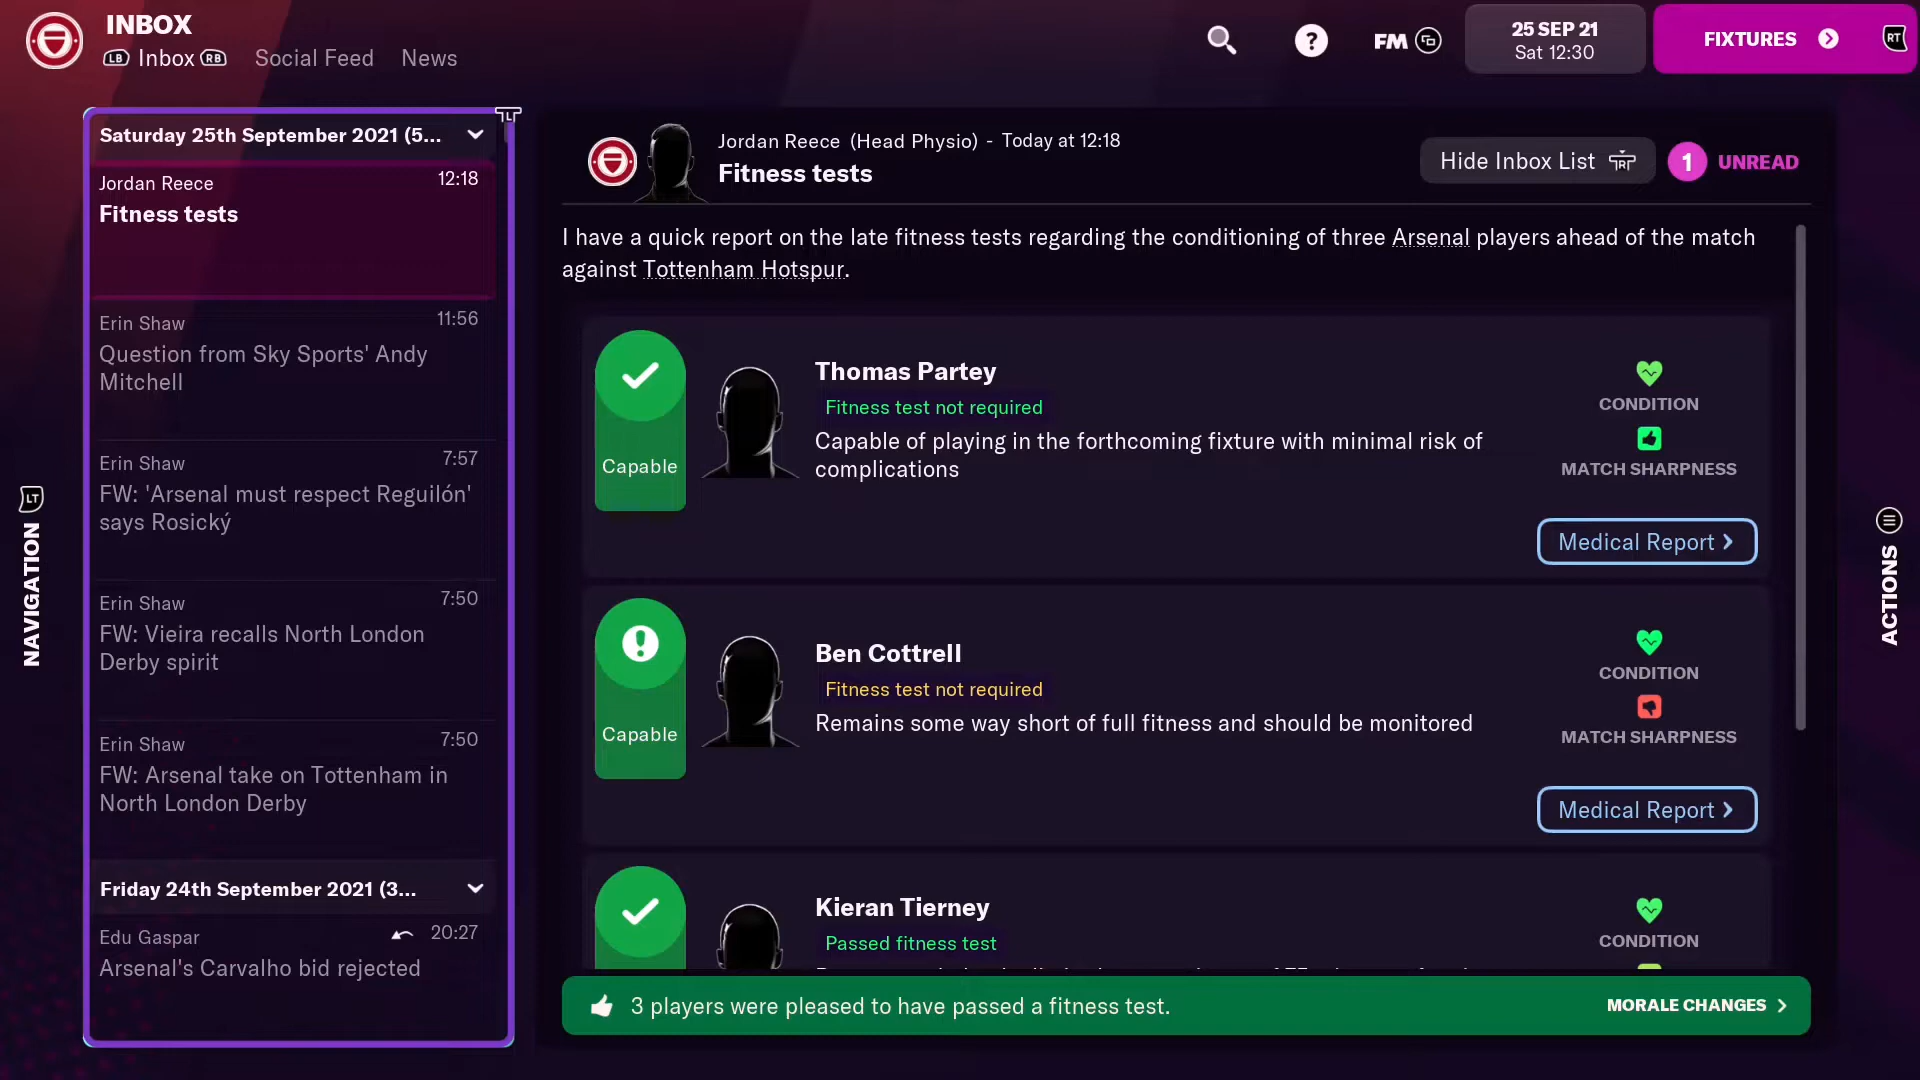 INBOX
LB Inbox RB Social Feed News
? FM
25 SEP 21
Sat 12:30
FIXTURES
RT
Saturday 25th September 2021 (5...
Jordan Reece 12:18
Fitness tests
Erin Shaw 11:56
Question from Sky Sports' Andy
Mitchell
Erin Shaw 7:57
FW: 'Arsenal must respect Reguilón'
says Rosický
Erin Shaw 7:50
FW: Vieira recalls North London
Derby spirit
Erin Shaw 7:50
FW: Arsenal take on Tottenham in
North London Derby
Friday 24th September 2021 (3...
Edu Gaspar 20:27
Arsenal's Carvalho bid rejected
LT
NAVIGATION
Jordan Reece (Head Physio) - Today at 12:18
Fitness tests
Hide Inbox List
1 UNREAD
I have a quick report on the late fitness tests regarding the conditioning of three Arsenal players ahead of the match
against Tottenham Hotspur.
Capable
Thomas Partey
Fitness test not required
Capable of playing in the forthcoming fixture with minimal risk of
complications
CONDITION
MATCH SHARPNESS
Medical Report
Capable
Ben Cottrell
Fitness test not required
Remains some way short of full fitness and should be monitored
CONDITION
MATCH SHARPNESS
Medical Report
Kieran Tierney
Passed fitness test
CONDITION
3 players were pleased to have passed a fitness test.
MORALE CHANGES
ACTIONS